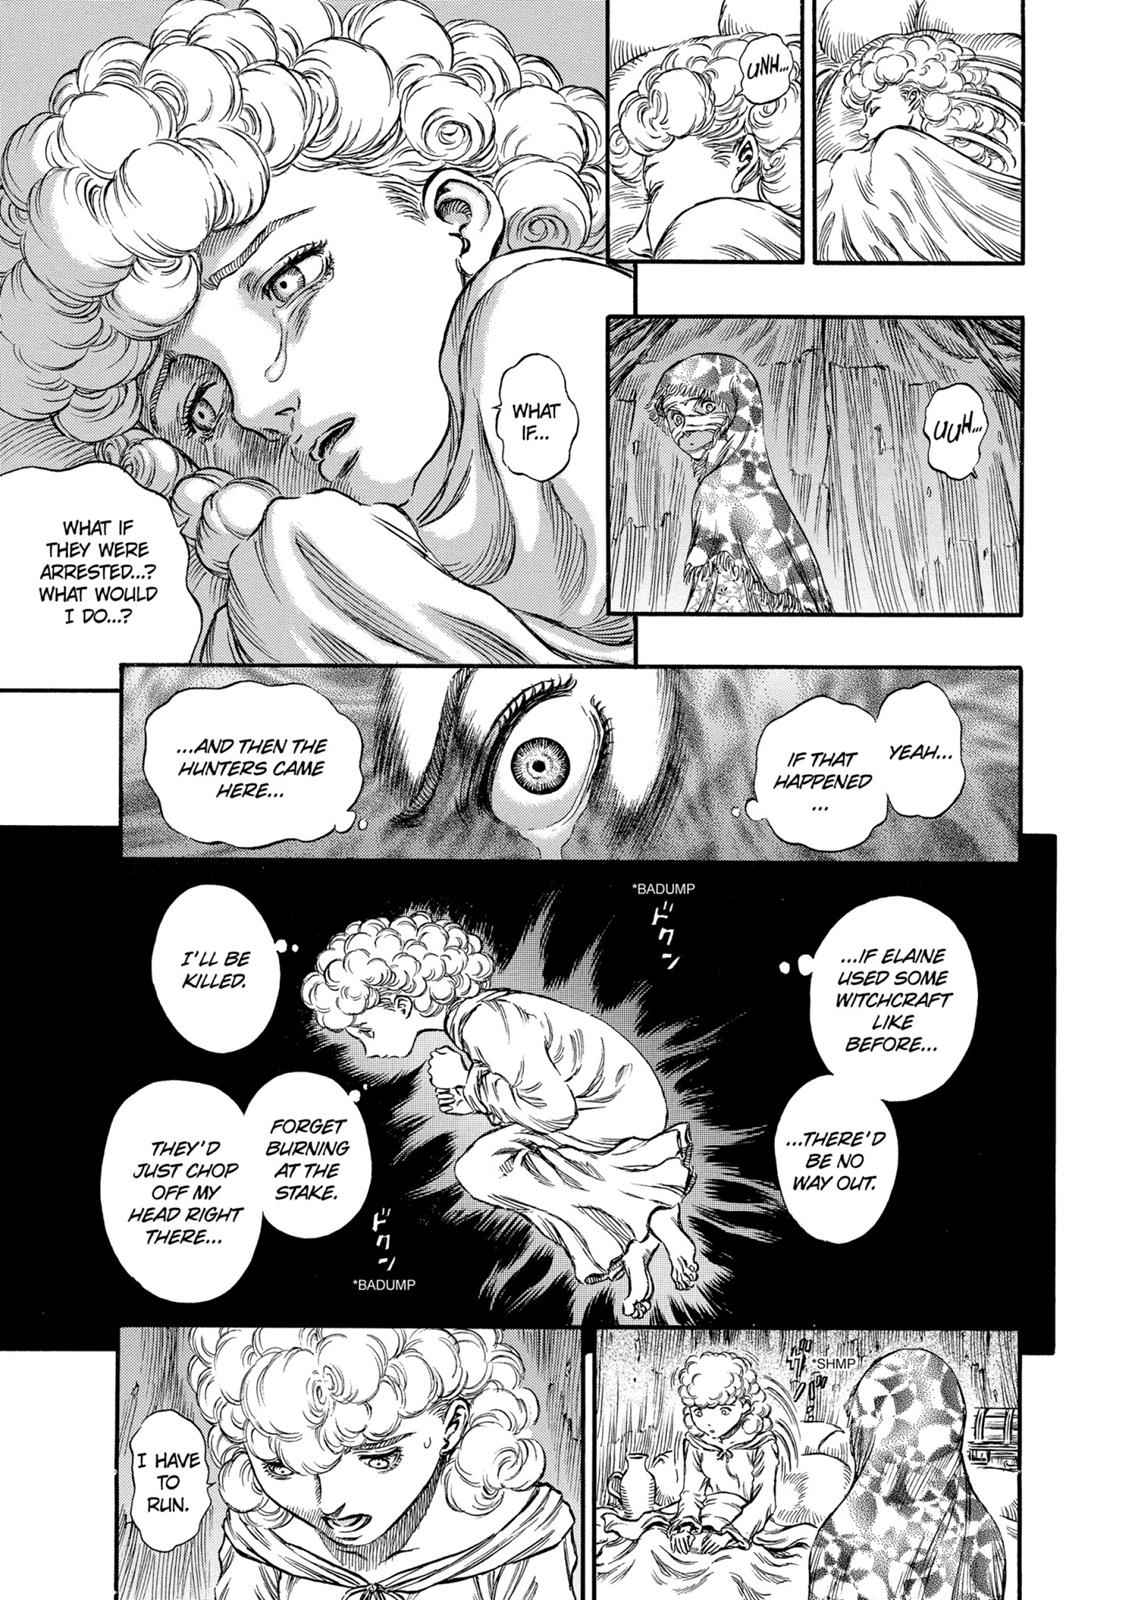 UNH...
UUH...
WHAT
IF...
WHAT IF
THEY WERE
ARRESTED...?
WHAT WOULD
I DO...?
YEAH...
IF THAT
HAPPENED
...
...AND THEN THE
HUNTERS CAME
HERE...
...IF ELAINE
USED SOME
WITCHCRAFT
LIKE
BEFORE...
...THERE'D
BE NO
WAY OUT.
*BADUMP
ドクン
I'LL BE
KILLED.
FORGET
BURNING
AT THE
STAKE.
THEY'D
JUST CHOP
OFF MY
HEAD RIGHT
THERE...
ドクン
*BADUMP
*SHMP
I HAVE
TO
RUN.